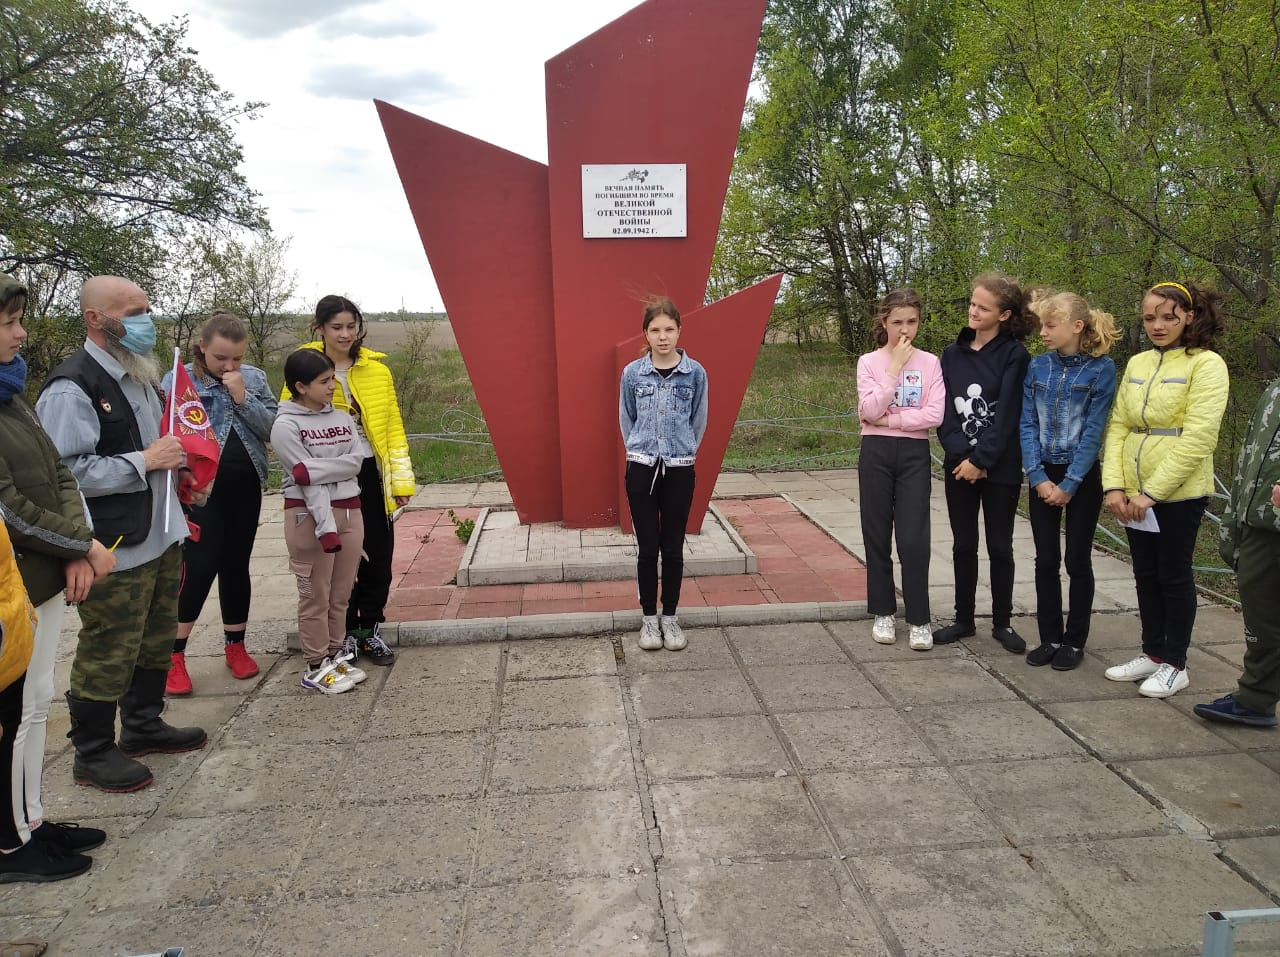 ВЕЧНАЯ ПАМЯТЬ
ПОГИБШИМ ВО ВРЕМЯ
ВЕЛИКОЙ
ОТЕЧЕСТВЕННОЙ
ВОЙНЫ
02.09.1942 г.
PULL&BEAR